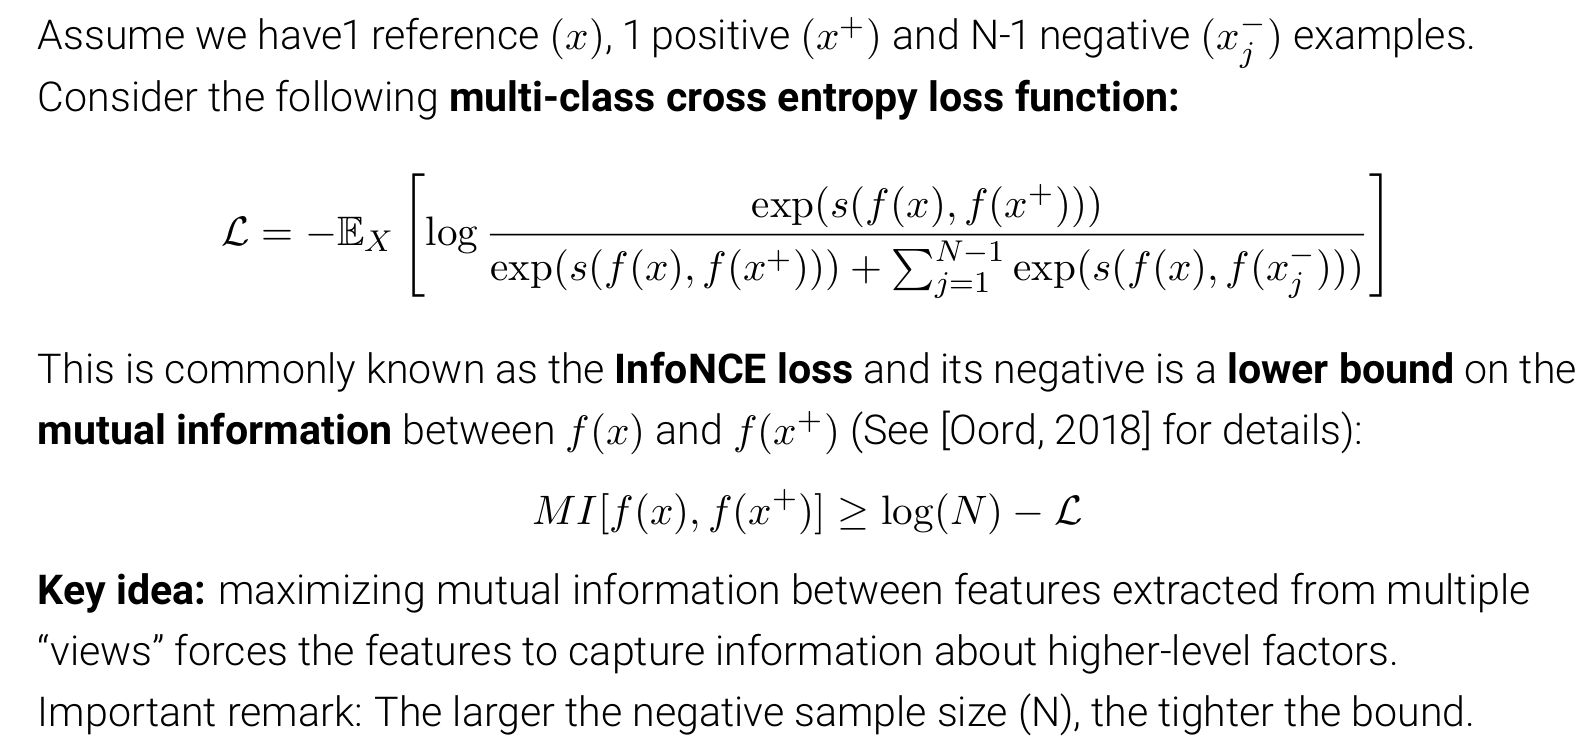 Assume we have1 reference (x), 1 positive (x⁺) and N-1 negative (x_j⁻) examples.
Consider the following multi-class cross entropy loss function:
\mathcal{L} = -\mathbb{E}_X \left[ \log \frac{\exp(s(f(x), f(x^+)))}{\exp(s(f(x), f(x^+))) + \sum_{j=1}^{N-1} \exp(s(f(x), f(x_j^-)))} \right]
This is commonly known as the InfoNCE loss and its negative is a lower bound on the
mutual information between f(x) and f(x⁺) (See [Oord, 2018] for details):
MI[f(x), f(x⁺)] ≥ log(N) − \mathcal{L}
Key idea: maximizing mutual information between features extracted from multiple
“views” forces the features to capture information about higher-level factors.
Important remark: The larger the negative sample size (N), the tighter the bound.